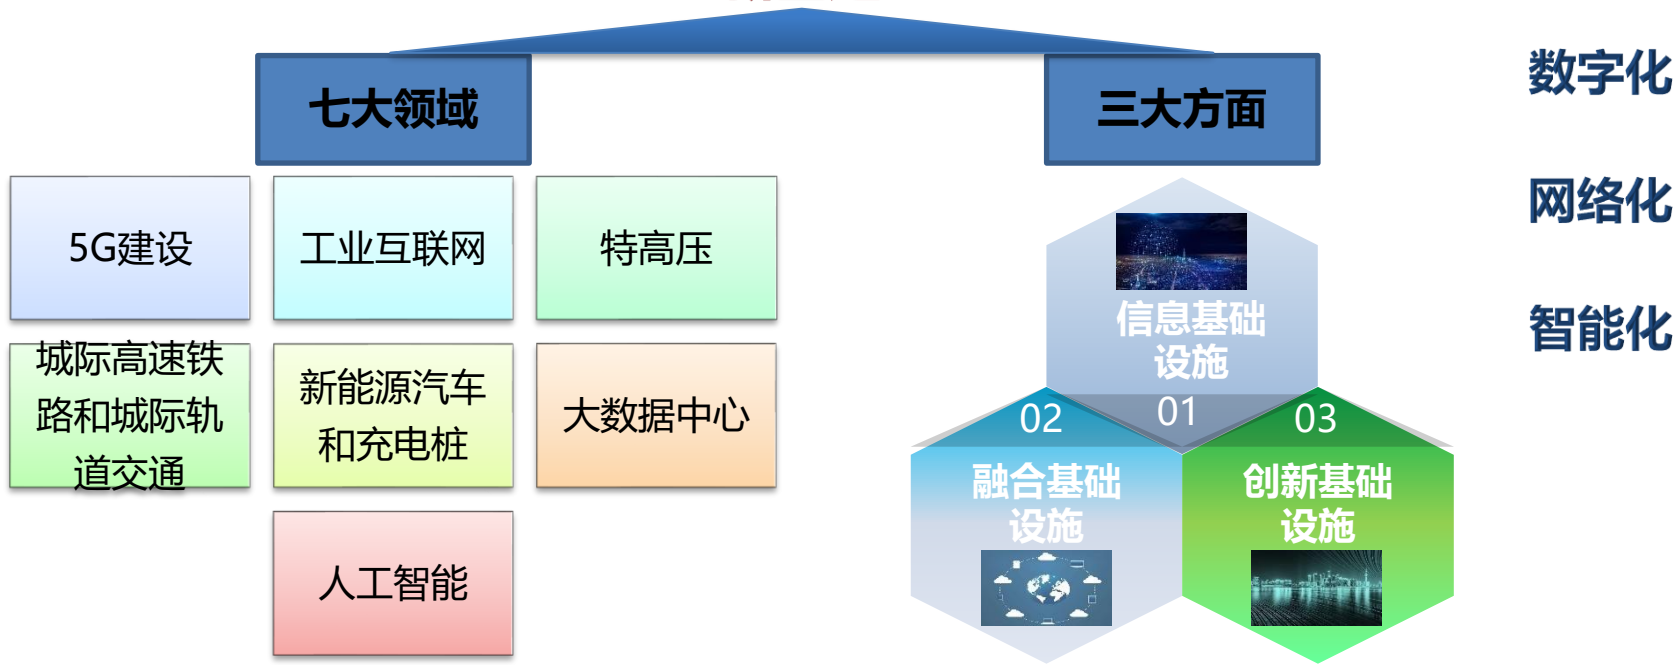 七大领域
三大方面
数字化
网络化
智能化
5G建设
工业互联网
特高压
城际高速铁
路和城际轨
道交通
新能源汽车
和充电桩
大数据中心
人工智能
信息基础
设施
01
02
融合基础
设施
03
创新基础
设施